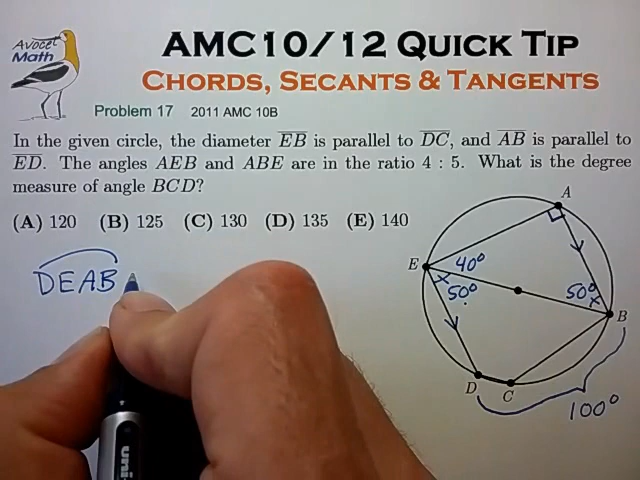 Avocet
Math
AMC10/12 QUICK TIP
CHORDS, SECANTS & TANGENTS
Problem 17 2011 AMC 10B
In the given circle, the diameter EB is parallel to DC, and AB is parallel to
ED. The angles AEB and ABE are in the ratio 4 : 5. What is the degree
measure of angle BCD?
(A) 120 (B) 125 (C) 130 (D) 135 (E) 140
A
E
40°
50°
50°
B
D
C
100°
DEAB
uni